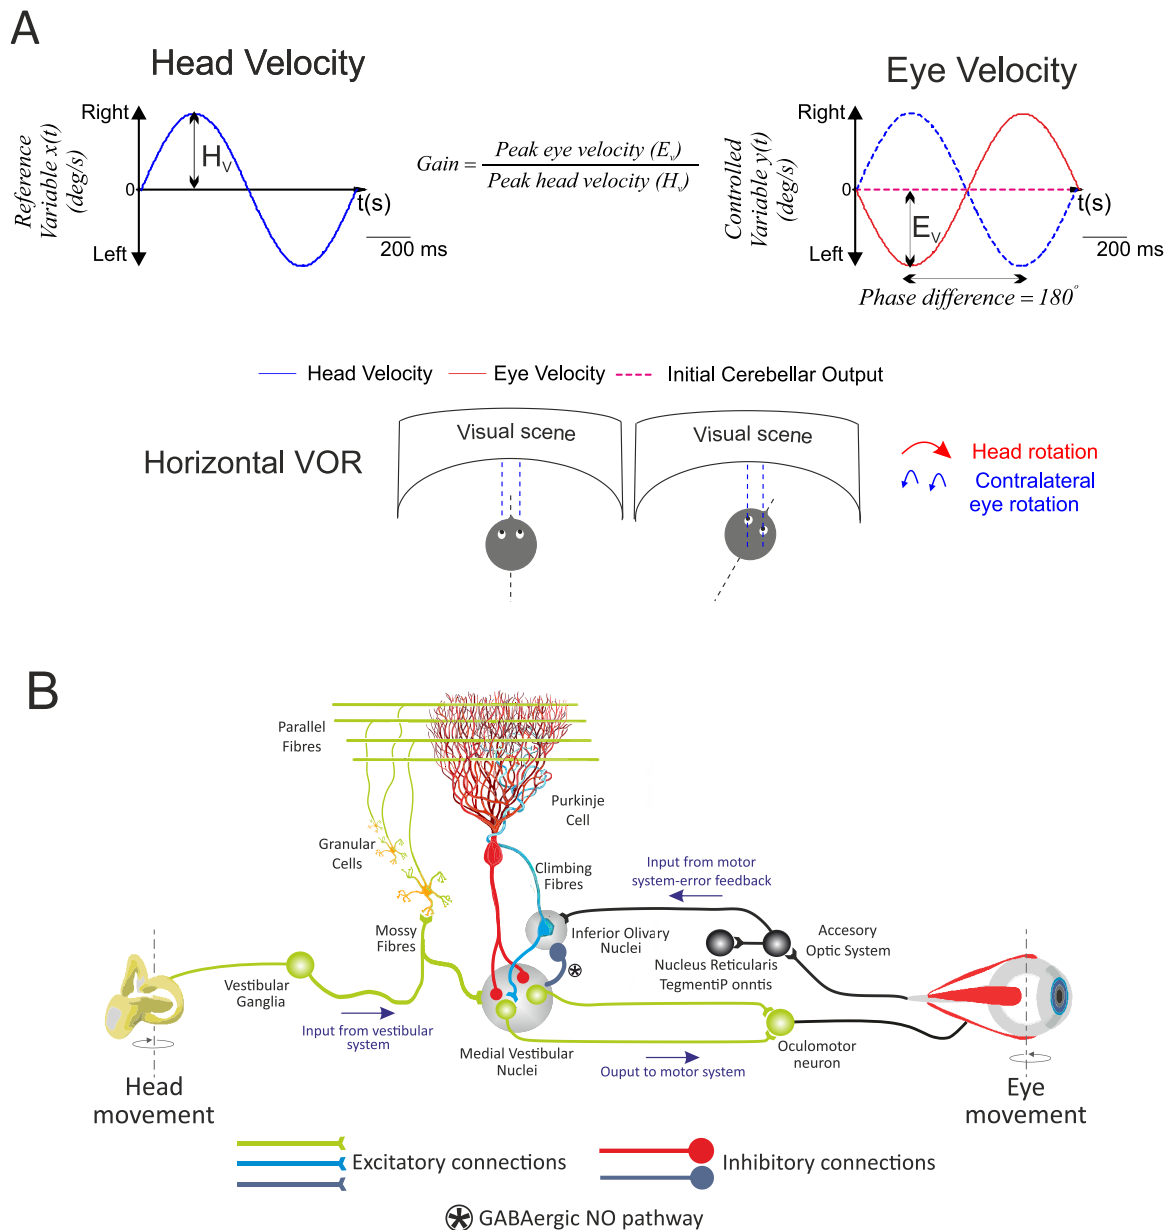 A
Head Velocity
Eye Velocity
Reference
Variable x(t)
(deg/s)
Right
0
Left
H_V
t(s)
200 ms
Gain = Peak eye velocity (E_v)
Peak head velocity (H_v)
Controlled
Variable y(t)
(deg/s)
Right
0
Left
E_V
t(s)
200 ms
Phase difference = 180°
Head Velocity
Eye Velocity
Initial Cerebellar Output
Horizontal VOR
Visual scene
Visual scene
Head rotation
Contralateral
eye rotation
B
Parallel
Fibres
Purkinje
Cell
Granular
Cells
Climbing
Fibres
Input from motor
system-error feedback
Mossy
Fibres
Inferior Olivary
Nuclei
Accesory
Optic System
Nucleus Reticularis
TegmentiP onntis
Vestibular
Ganglia
Input from vestibular
system
Medial Vestibular
Nuclei
Ouput to motor system
Oculomotor
neuron
Head
movement
Eye
movement
Excitatory connections
Inhibitory connections
GABAergic NO pathway